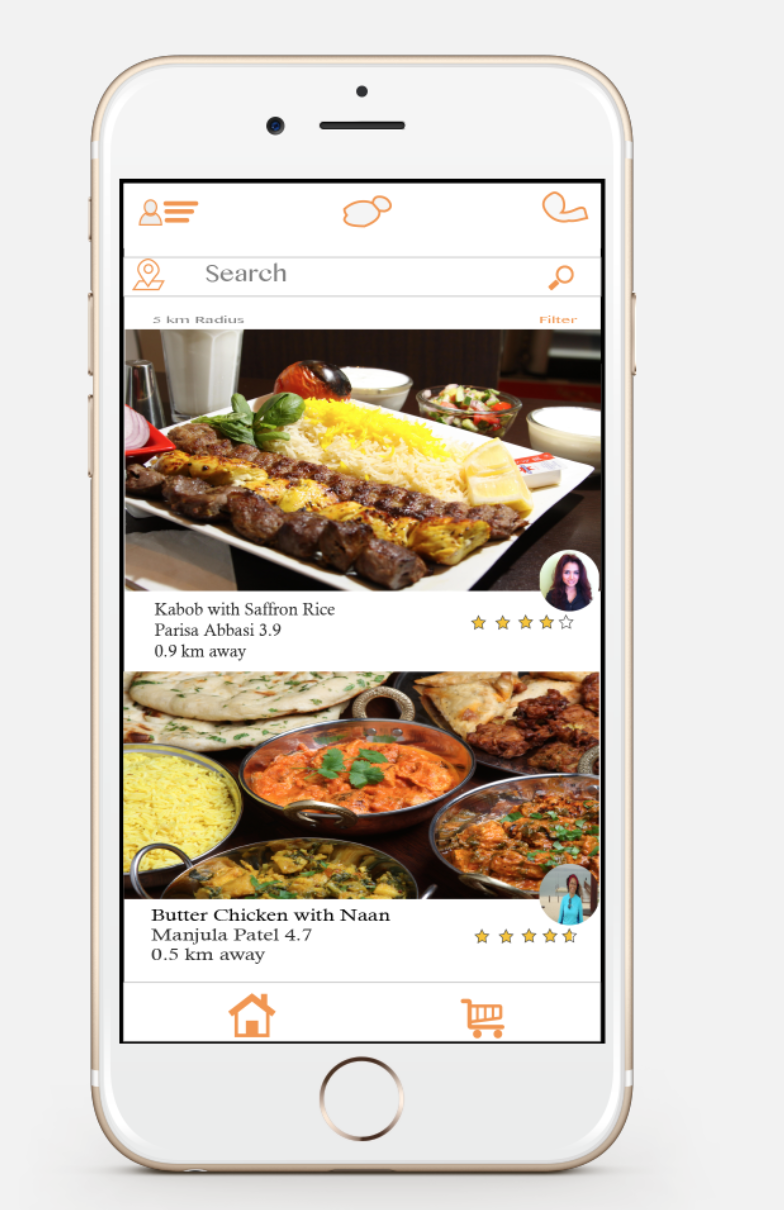 Search
5 km Radius
Filter
Kabob with Saffron Rice
Parisa Abbasi 3.9
0.9 km away
Butter Chicken with Naan
Manjula Patel 4.7
0.5 km away